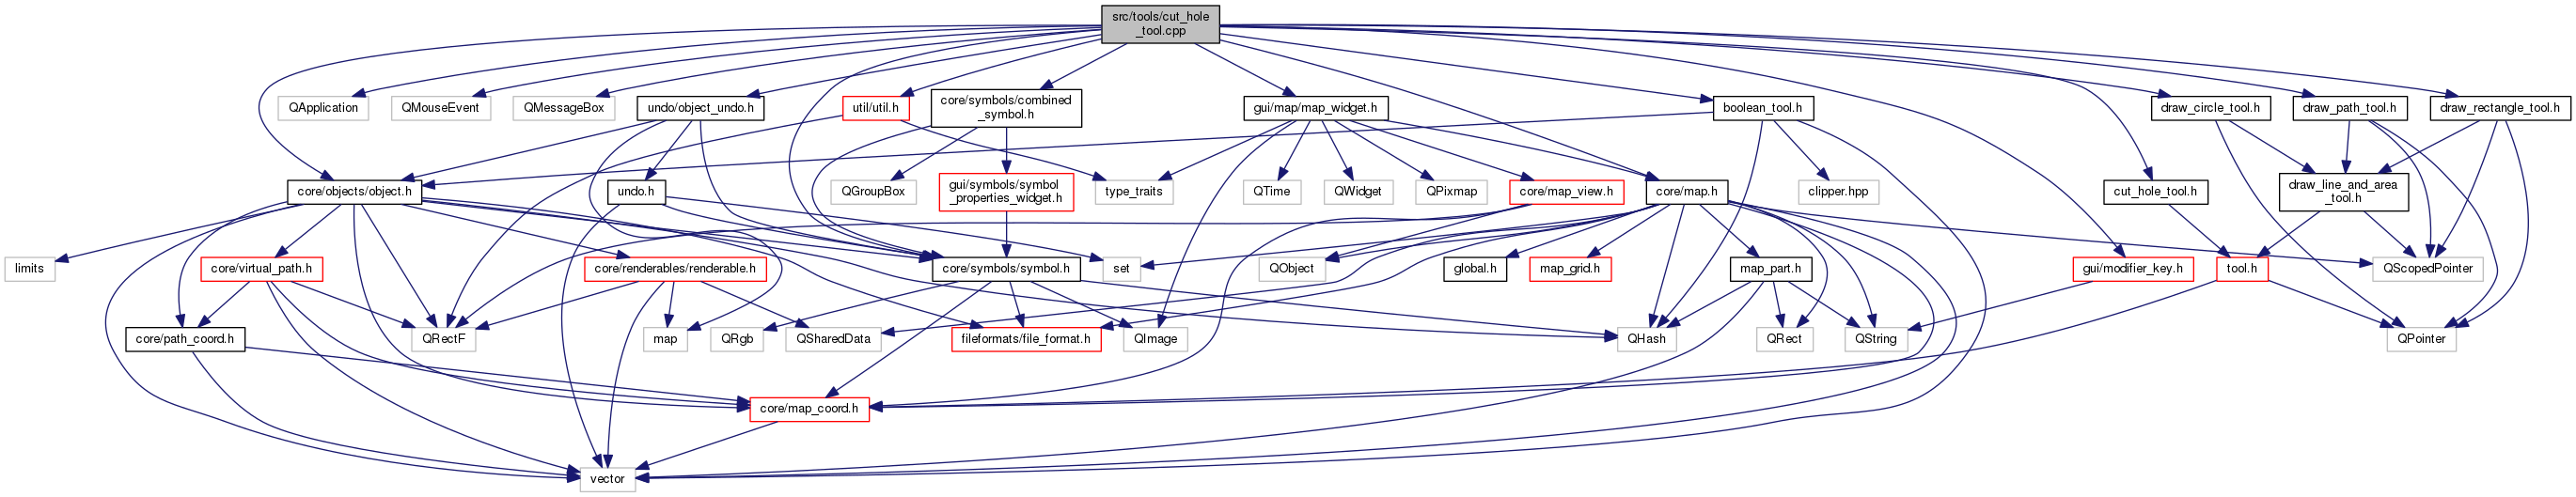 src/tools/cut_hole
_tool.cpp
QApplication
QMouseEvent
QMessageBox
undo/object_undo.h
util/util.h
core/symbols/combined
_symbol.h
gui/map/map_widget.h
boolean_tool.h
draw_circle_tool.h
draw_path_tool.h
draw_rectangle_tool.h
core/objects/object.h
undo.h
QGroupBox
gui/symbols/symbol
_properties_widget.h
type_traits
QTime
QWidget
QPixmap
core/map_view.h
core/map.h
clipper.hpp
cut_hole_tool.h
draw_line_and_area
_tool.h
limits
core/virtual_path.h
core/renderables/renderable.h
core/symbols/symbol.h
set
QObject
global.h
map_grid.h
map_part.h
gui/modifier_key.h
tool.h
QScopedPointer
core/path_coord.h
QRectF
map
QRgb
QSharedData
fileformats/file_format.h
QImage
QHash
QRect
QString
QPointer
core/map_coord.h
vector